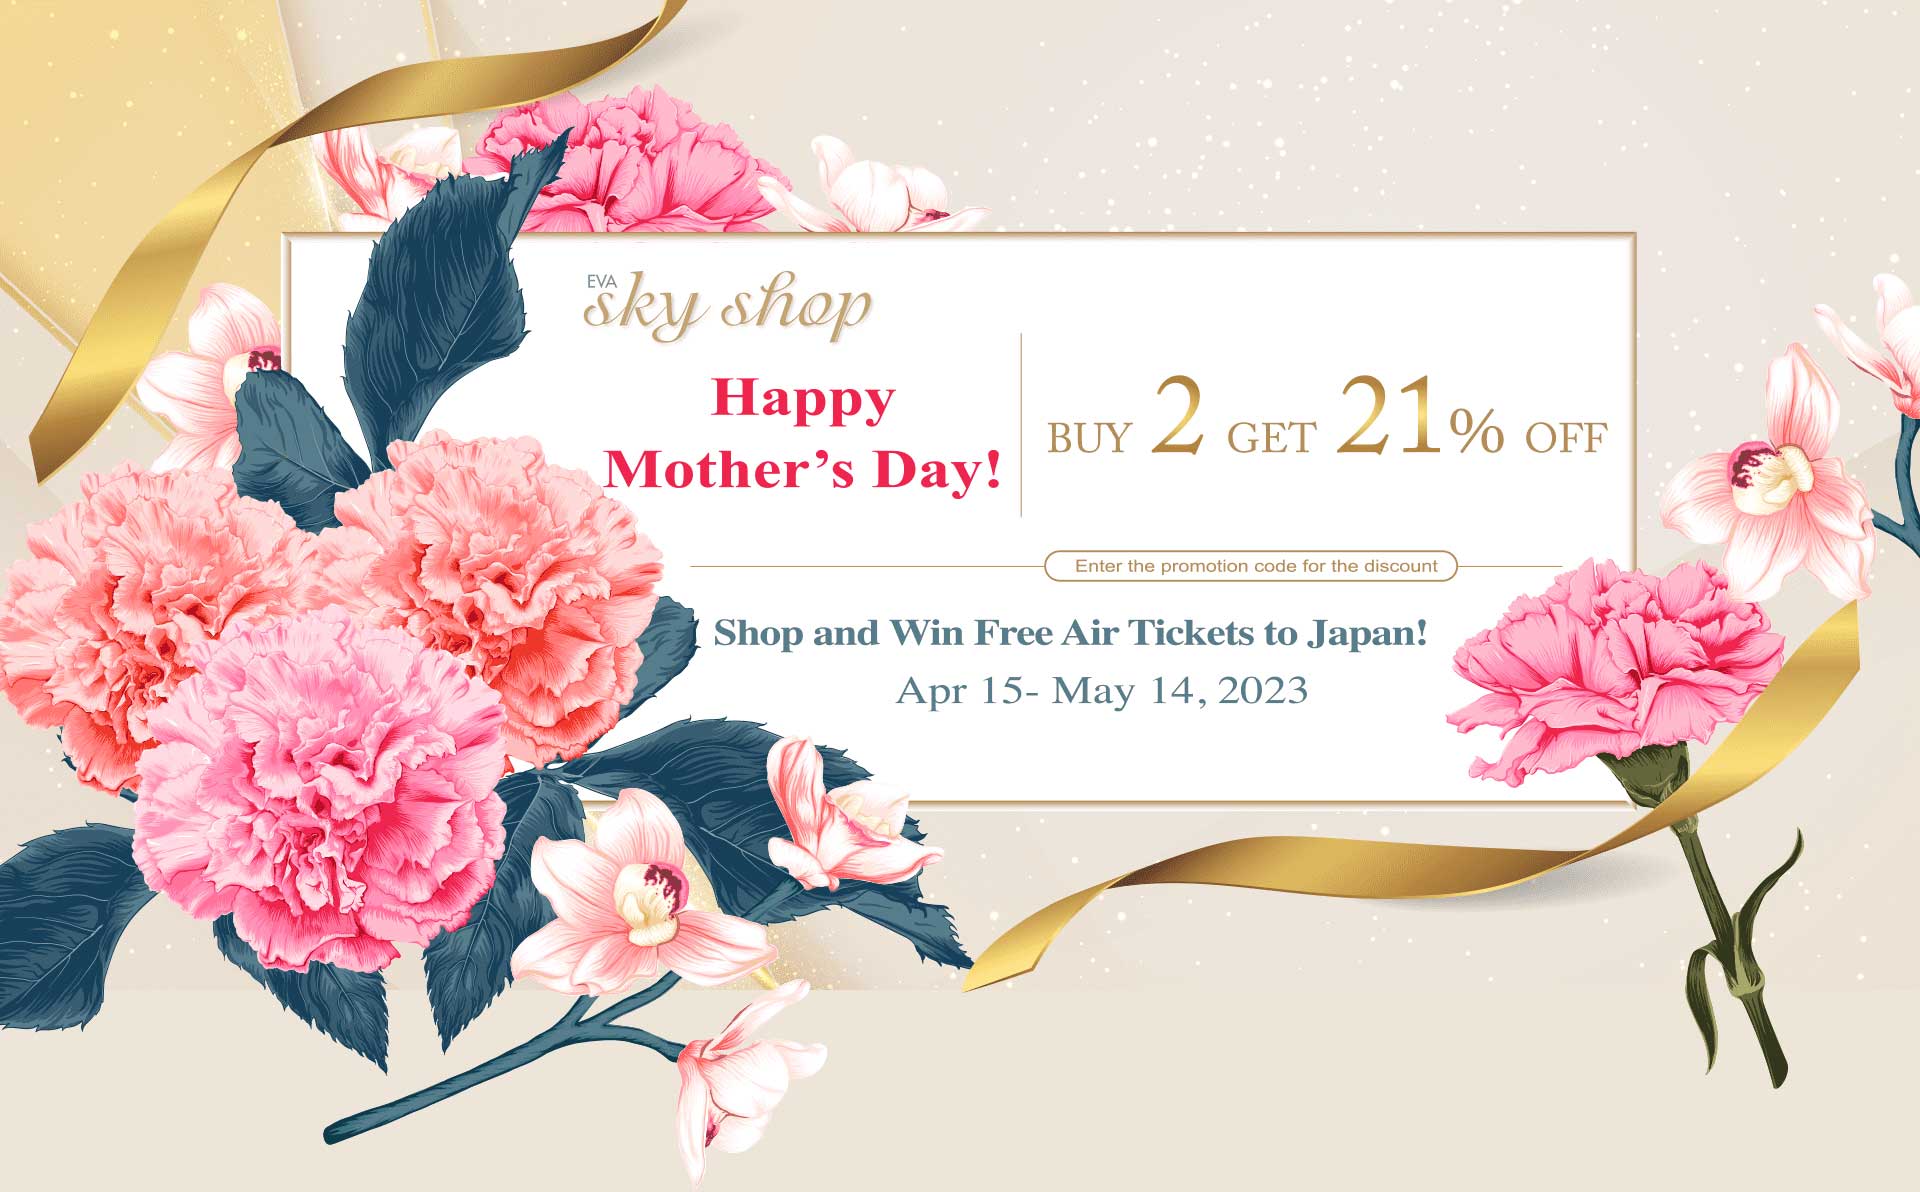 EVA
sky shop
Happy
Mother’s Day!
BUY 2 GET 21% OFF
Enter the promotion code for the discount
Shop and Win Free Air Tickets to Japan!
Apr 15- May 14, 2023